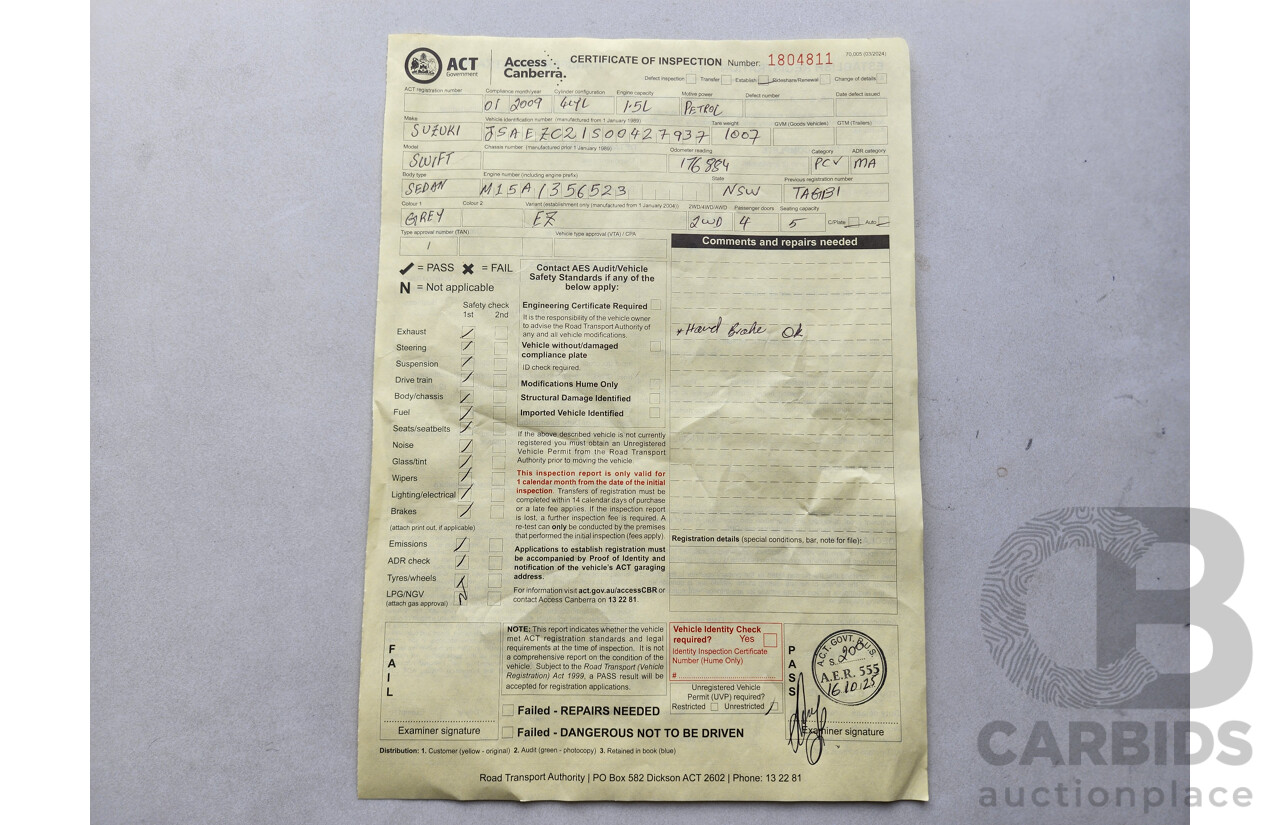 ACT Government
Access Canberra.
CERTIFICATE OF INSPECTION Number: 1804811
70.005 (03/2024)
Defect Inspection Transfer Establish Rideshare/Renewal Change of details
ACT registration number Compliance month/year Cylinder configuration Engine capacity Motive power Defect number Date defect issued
01 2009 4cyL 1.5L PETROL
Make Vehicle identification number (manufactured from 1 January 1989) Tare weight GVM (Goods Vehicles) GTM (Trailers)
SUZUKI JSAEZC21S00427937 1007
Model Chassis number (manufactured prior 1 January 1989) Odometer reading Category ADR category
SWIFT 176884 PCV MA
Body type Engine number (including engine prefix) State Previous registration number
SEDAN M15A1356523 NSW
Colour 1 Colour 2 Variant (establishment only (manufactured from 1 January 2004)) 2WD/4WD/AWD Passenger doors Seating capacity
GREY EZ 2WD 4 5 C/Plate Auto
Type approval number (TAN) Vehicle type approval (VTA) / CPA
Comments and repairs needed
= PASS = FAIL
N = Not applicable
Safety check
1st 2nd
Exhaust
Steering
Suspension
Drive train
Body/chassis
Fuel
Seats/seatbelts
Noise
Glass/tint
Wipers
Lighting/electrical
Brakes
(attach print out, if applicable)
Emissions
ADR check
Tyres/wheels
LPG/NGV N
(attach gas approval)
Contact AES Audit/Vehicle
Safety Standards if any of the
below apply:
Engineering Certificate Required
It is the responsibility of the vehicle owner
to advise the Road Transport Authority of
any and all vehicle modifications.
Vehicle without/damaged
compliance plate
ID check required.
Modifications Hume Only
Structural Damage Identified
Imported Vehicle Identified
If the above described vehicle is not currently
registered you must obtain an Unregistered
Vehicle Permit from the Road Transport
Authority prior to moving the vehicle.
This inspection report is only valid for
1 calendar month from the date of the initial
inspection. Transfers of registration must be
completed within 14 calendar days of purchase
or a late fee applies. If the inspection report
is lost, a further inspection fee is required. A
re-test can only be conducted by the premises
that performed the initial inspection (fees apply).
Applications to establish registration must
be accompanied by Proof of Identity and
notification of the vehicle's ACT garaging
address.
For information visit act.gov.au/accessCBR or
contact Access Canberra on 13 22 81.
* Hand Brake Ok
Registration details (special conditions, bar, note for file):
FAIL
Examiner signature
NOTE: This report indicates whether the vehicle
met ACT registration standards and legal
requirements at the time of inspection. It is not
a comprehensive report on the condition of the
vehicle. Subject to the Road Transport (Vehicle
Registration) Act 1999, a PASS result will be
accepted for registration applications.
Failed - REPAIRS NEEDED
Failed - DANGEROUS NOT TO BE DRIVEN
Vehicle Identity Check
required? Yes
Identity Inspection Certificate
Number (Hume Only)
#
Unregistered Vehicle
Permit (UVP) required?
Restricted Unrestricted
PASS
A.C.T. GOVT.
A.E.R. 555
16.10.25
Examiner signature
Distribution: 1. Customer (yellow - original) 2. Audit (green - photocopy) 3. Retained in book (blue)
Road Transport Authority | PO Box 582 Dickson ACT 2602 | Phone: 13 22 81
CARBIDS
auctionplace